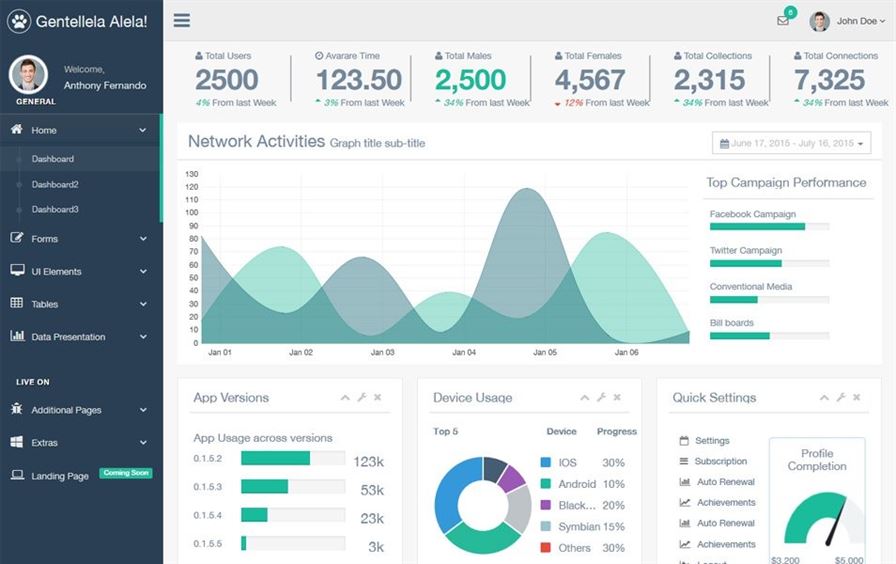 Gentellela Alela!
6
John Doe
Welcome,
Anthony Fernando
GENERAL
Home
Dashboard
Dashboard2
Dashboard3
Forms
UI Elements
Tables
Data Presentation
LIVE ON
Additional Pages
Extras
Landing Page
Coming Soon
Total Users
2500
4% From last Week
Avarare Time
123.50
3% From last Week
Total Males
2,500
34% From last Week
Total Females
4,567
12% From last Week
Total Collections
2,315
34% From last Week
Total Connections
7,325
34% From last Week
Network Activities Graph title sub-title
June 17, 2015 - July 16, 2015
130
120
110
100
90
80
70
60
50
40
30
20
10
0
Jan 01
Jan 02
Jan 03
Jan 04
Jan 05
Jan 06
Top Campaign Performance
Facebook Campaign
Twitter Campaign
Conventional Media
Bill boards
App Versions
App Usage across versions
0.1.5.2 123k
0.1.5.3 53k
0.1.5.4 23k
0.1.5.5 3k
Device Usage
Top 5 Device Progress
IOS 30%
Android 10%
Black... 20%
Symbian 15%
Others 30%
Quick Settings
Settings
Subscription
Auto Renewal
Achievements
Auto Renewal
Achievements
Logout
Profile
Completion
$3,200 $5,000